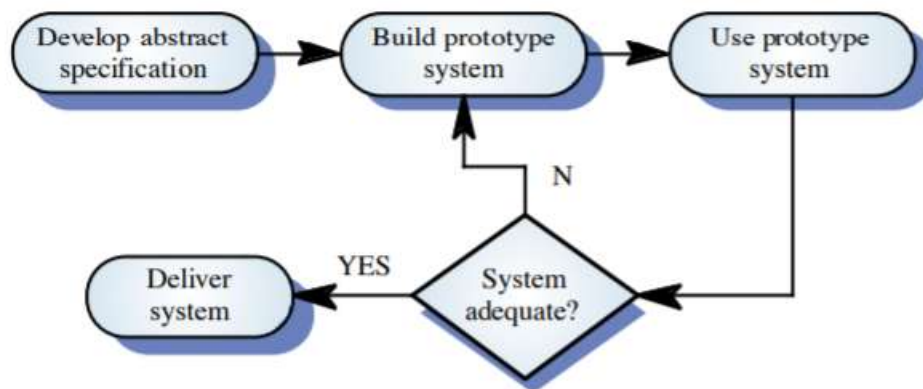 Develop abstract
specification
Build prototype
system
Use prototype
system
N
YES
System
adequate?
Deliver
system